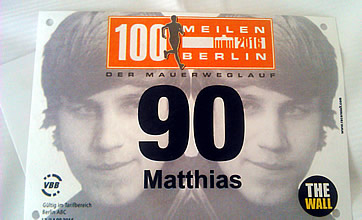 100 MEILEN
2016
BERLIN
DER MAUERWEGLAUF
90
Matthias
VBB
Gültig im Tarifbereich
Berlin ABC
THE
WALL